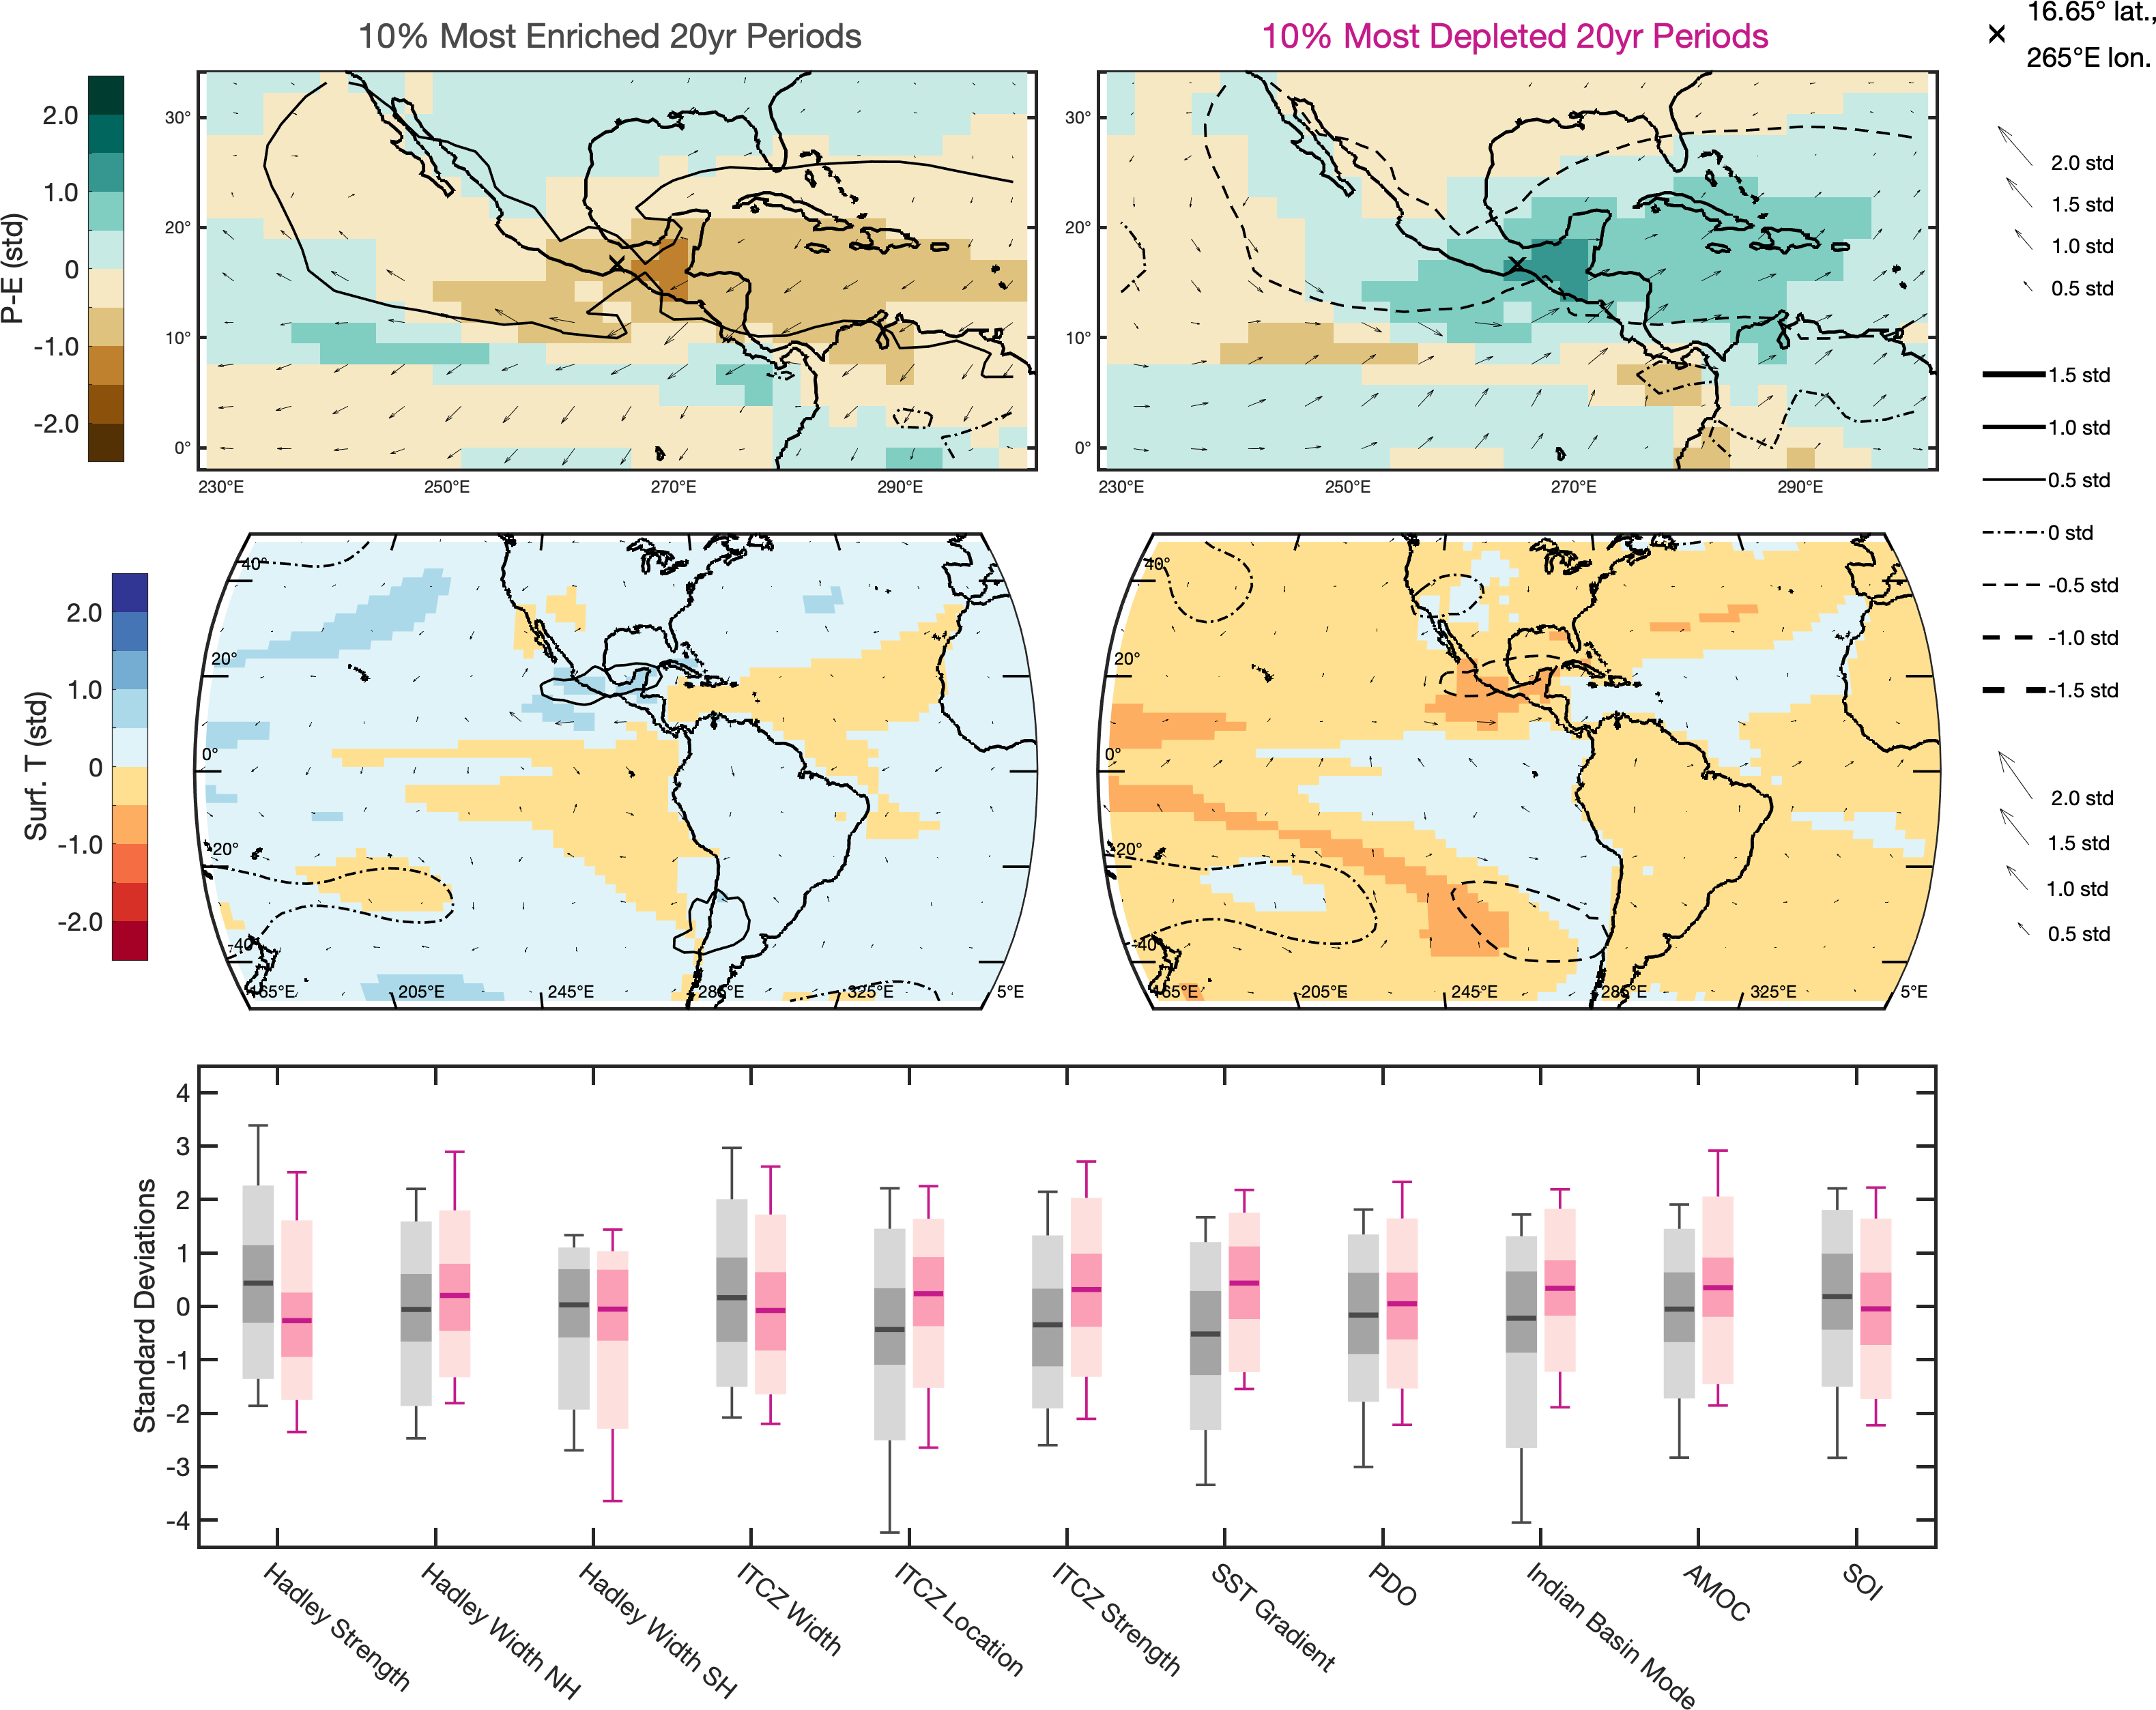 10% Most Enriched 20yr Periods
10% Most Depleted 20yr Periods
16.65° lat.,
265°E lon.
P-E (std)
2.0
1.0
0
-1.0
-2.0
30°
20°
10°
0°
230°E 250°E 270°E 290°E
30°
20°
10°
0°
230°E 250°E 270°E 290°E
2.0 std
1.5 std
1.0 std
0.5 std
1.5 std
1.0 std
0.5 std
0 std
-0.5 std
-1.0 std
-1.5 std
Surf. T (std)
2.0
1.0
0
-1.0
-2.0
40°
20°
0°
-20°
-40°
165°E 205°E 245°E 285°E 325°E 5°E
40°
20°
0°
-20°
-40°
165°E 205°E 245°E 285°E 325°E 5°E
2.0 std
1.5 std
1.0 std
0.5 std
Standard Deviations
4
3
2
1
0
-1
-2
-3
-4
Hadley Strength
Hadley Width NH
Hadley Width SH
ITCZ Width
ITCZ Location
ITCZ Strength
SST Gradient
PDO
Indian Basin Mode
AMOC
SOI